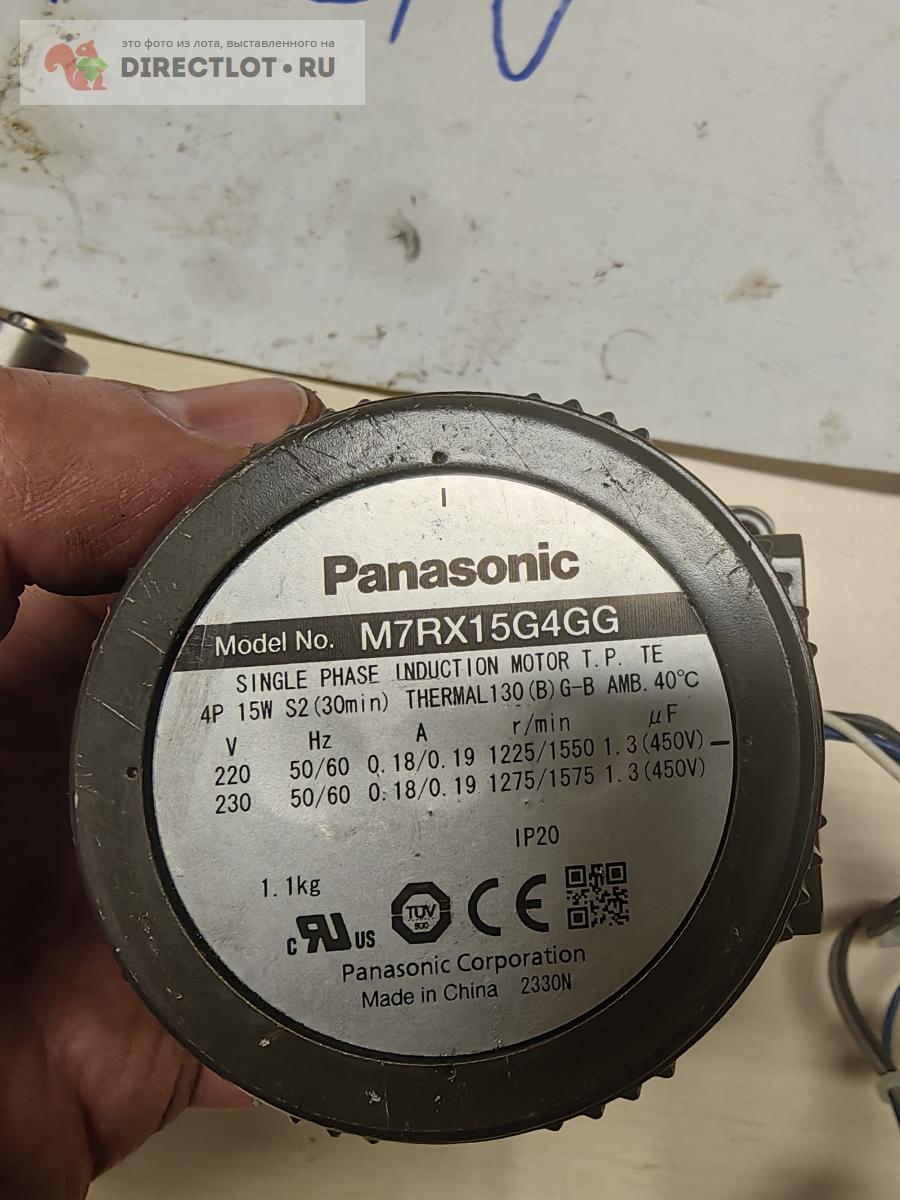 это фото из лота, выставленного на
DIRECTLOT•RU
Panasonic
Model No. M7RX15G4GG
SINGLE PHASE INDUCTION MOTOR T.P. TE
4P 15W S2(30min) THERMAL130(B)G-B AMB.40℃
V Hz A r/min μF
220 50/60 0.18/0.19 1225/1550 1.3(450V)
230 50/60 0.18/0.19 1275/1575 1.3(450V)
IP20
1.1kg
c RU US TÜV SÜD CE
Panasonic Corporation
Made in China 2330N